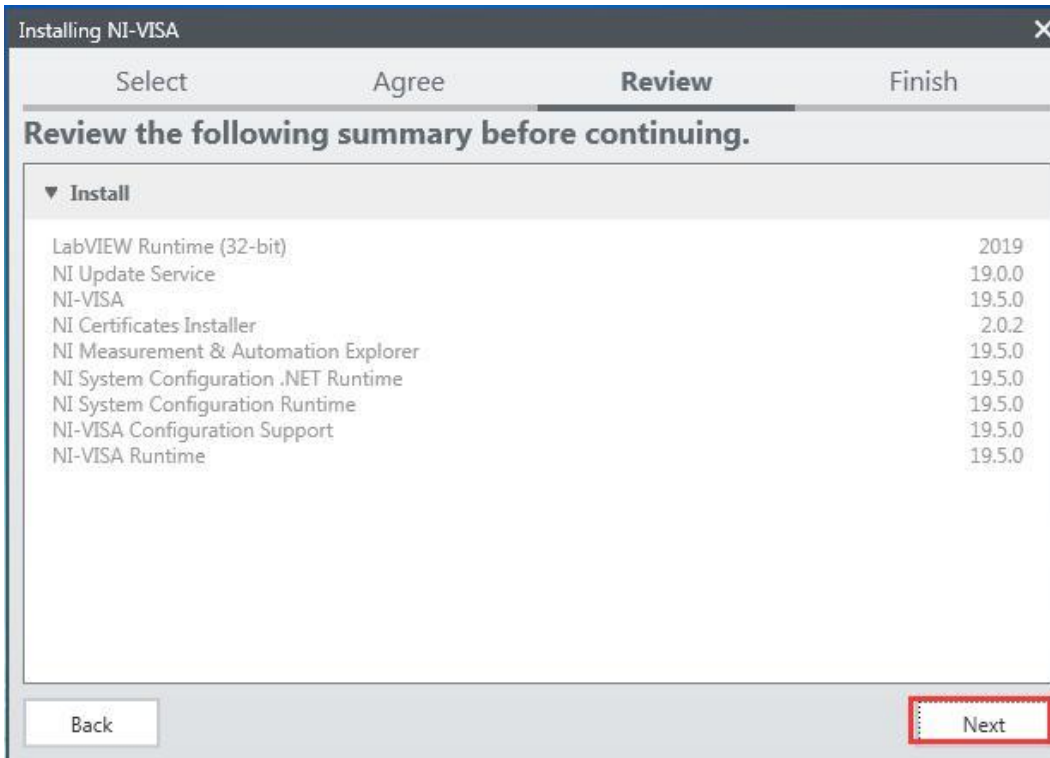 Installing NI-VISA
Select Agree Review Finish
Review the following summary before continuing.
Install
LabVIEW Runtime (32-bit) 2019
NI Update Service 19.0.0
NI-VISA 19.5.0
NI Certificates Installer 2.0.2
NI Measurement & Automation Explorer 19.5.0
NI System Configuration .NET Runtime 19.5.0
NI System Configuration Runtime 19.5.0
NI-VISA Configuration Support 19.5.0
NI-VISA Runtime 19.5.0
Back Next